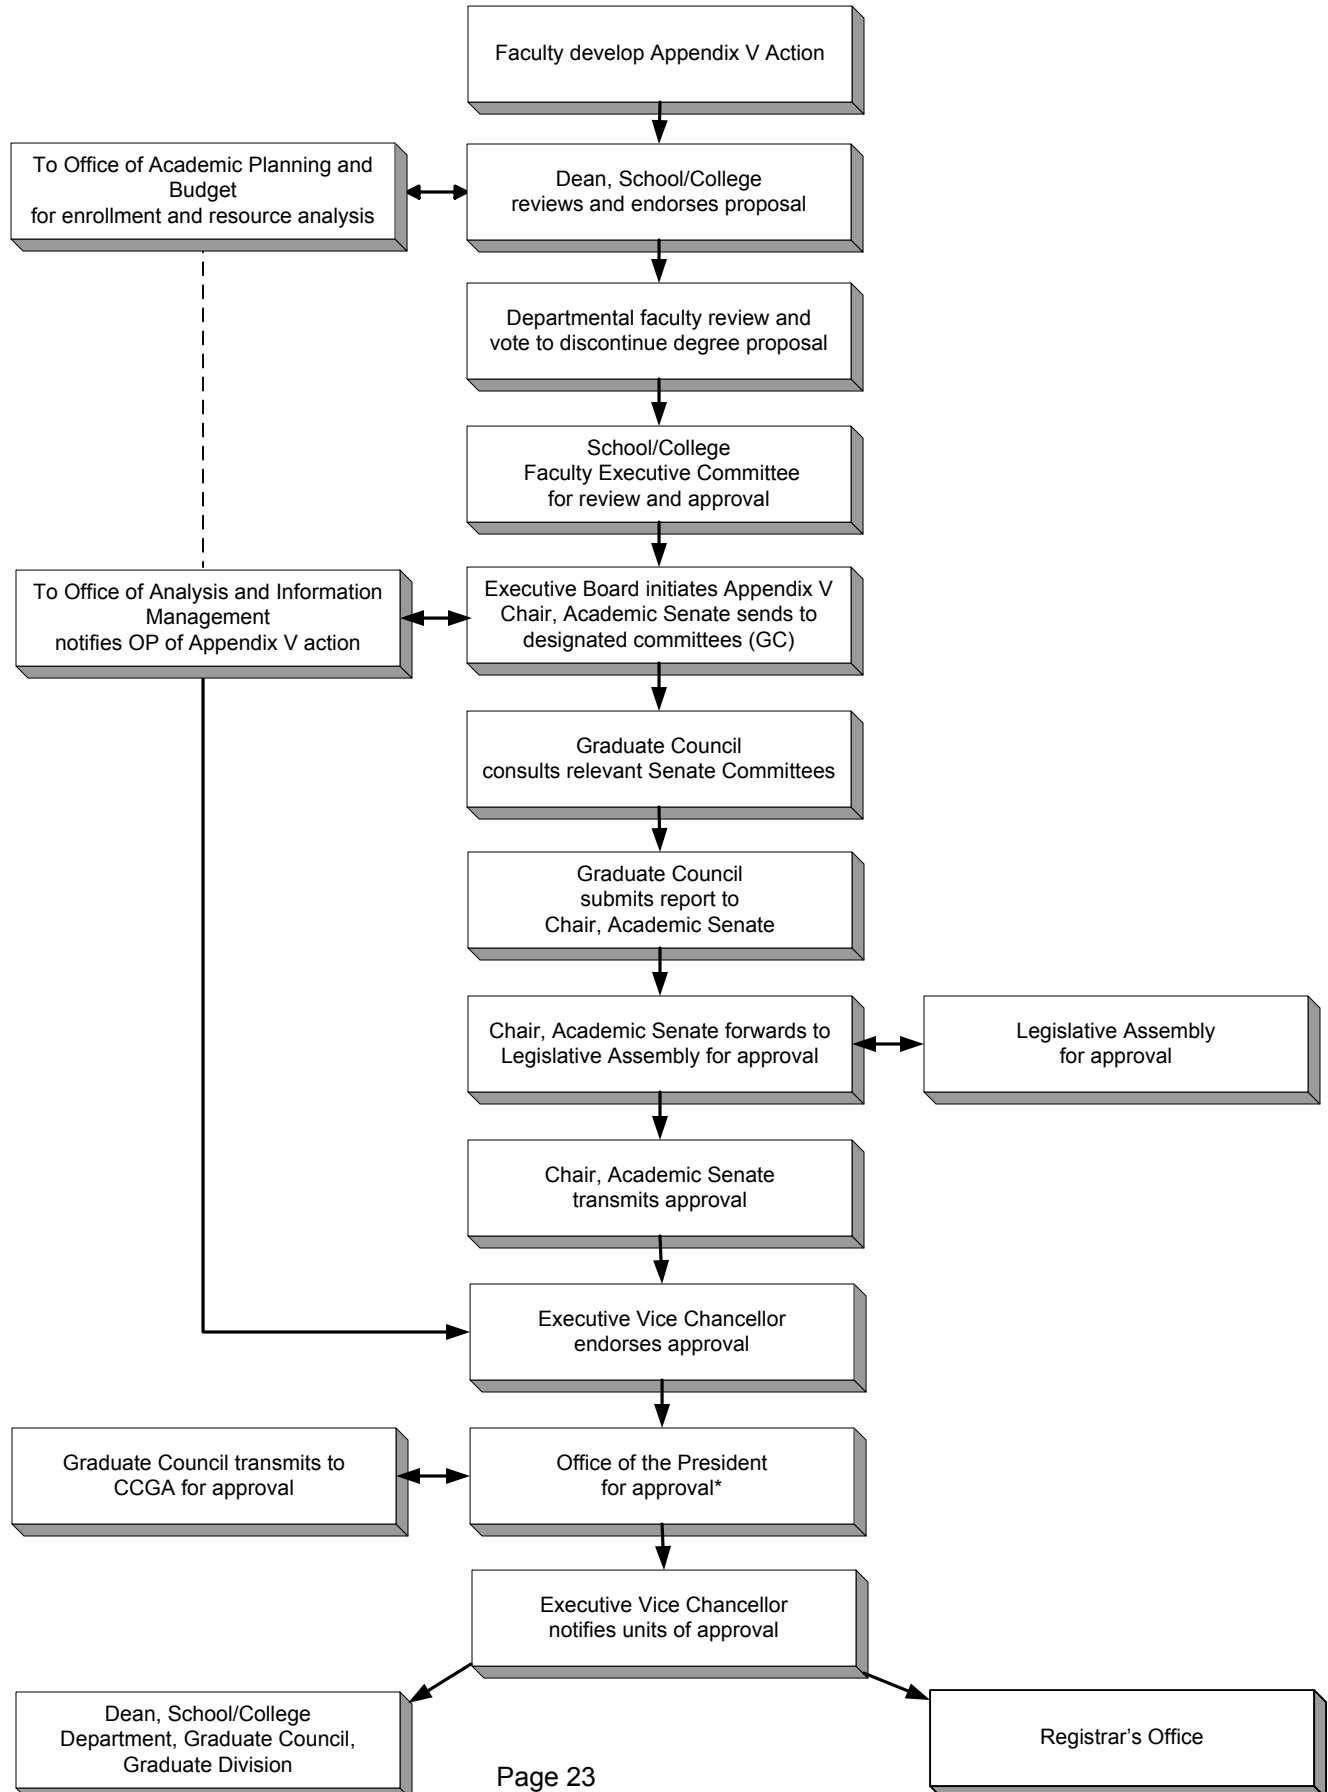 Faculty develop Appendix V Action
To Office of Academic Planning and
Budget
for enrollment and resource analysis
Dean, School/College
reviews and endorses proposal
Departmental faculty review and
vote to discontinue degree proposal
School/College
Faculty Executive Committee
for review and approval
To Office of Analysis and Information
Management
notifies OP of Appendix V action
Executive Board initiates Appendix V
Chair, Academic Senate sends to
designated committees (GC)
Graduate Council
consults relevant Senate Committees
Graduate Council
submits report to
Chair, Academic Senate
Chair, Academic Senate forwards to
Legislative Assembly for approval
Legislative Assembly
for approval
Chair, Academic Senate
transmits approval
Executive Vice Chancellor
endorses approval
Graduate Council transmits to
CCGA for approval
Office of the President
for approval*
Executive Vice Chancellor
notifies units of approval
Dean, School/College
Department, Graduate Council,
Graduate Division
Registrar's Office
Page 23